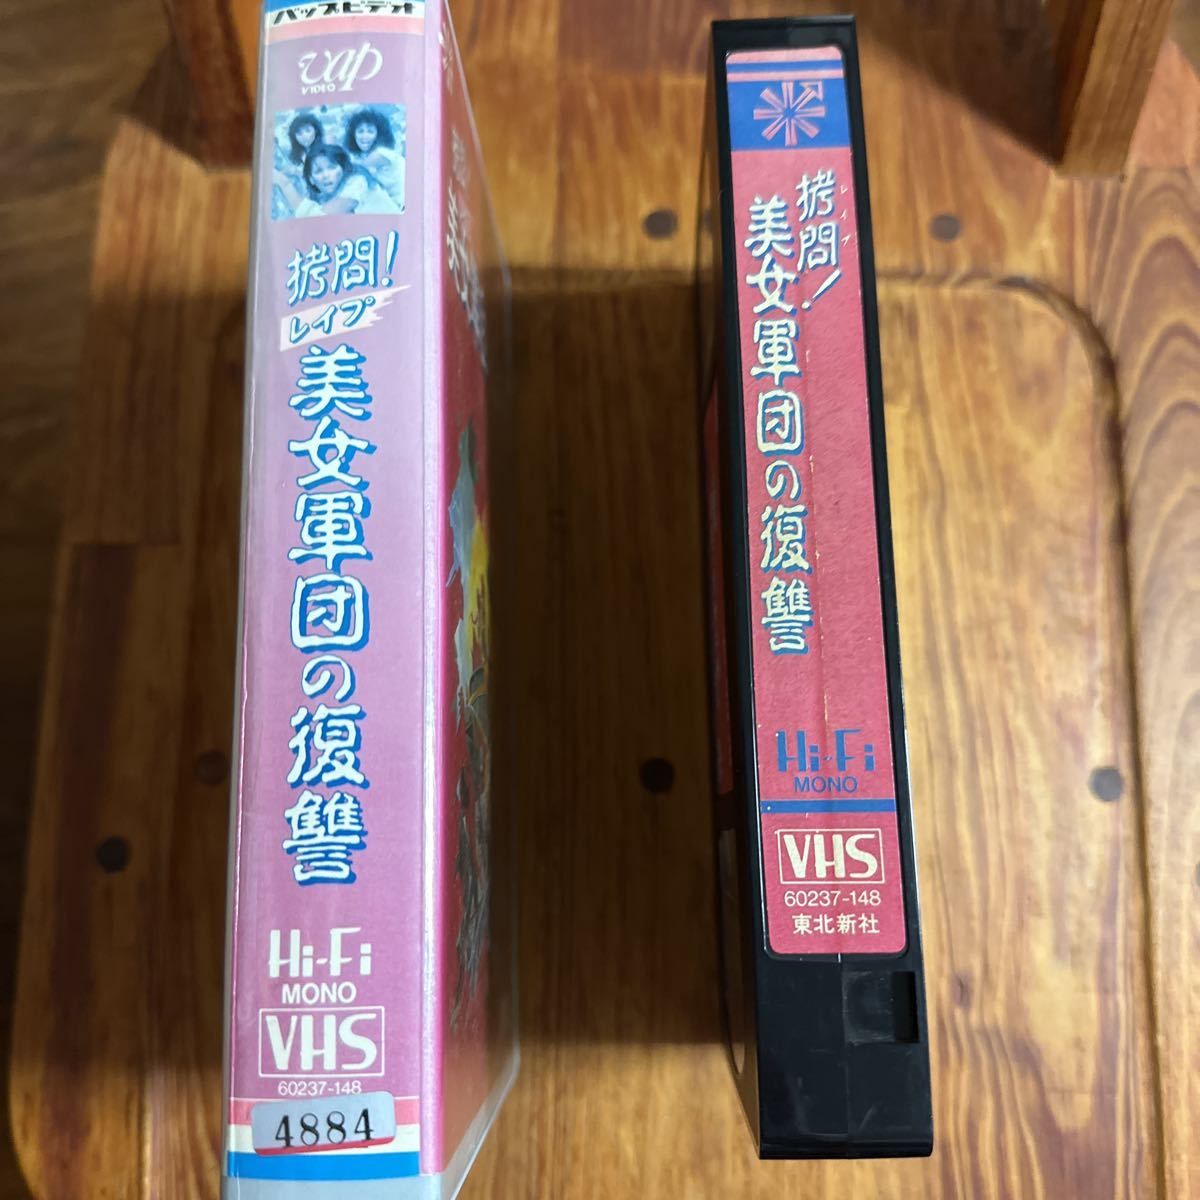 バップビデオ
vap
VIDEO
拷問!
レイプ
美女軍団の復讐
Hi-Fi
MONO
VHS
60237-148
4884
拷問!
レイプ
美女軍団の復讐
Hi-Fi
MONO
VHS
60237-148
東北新社